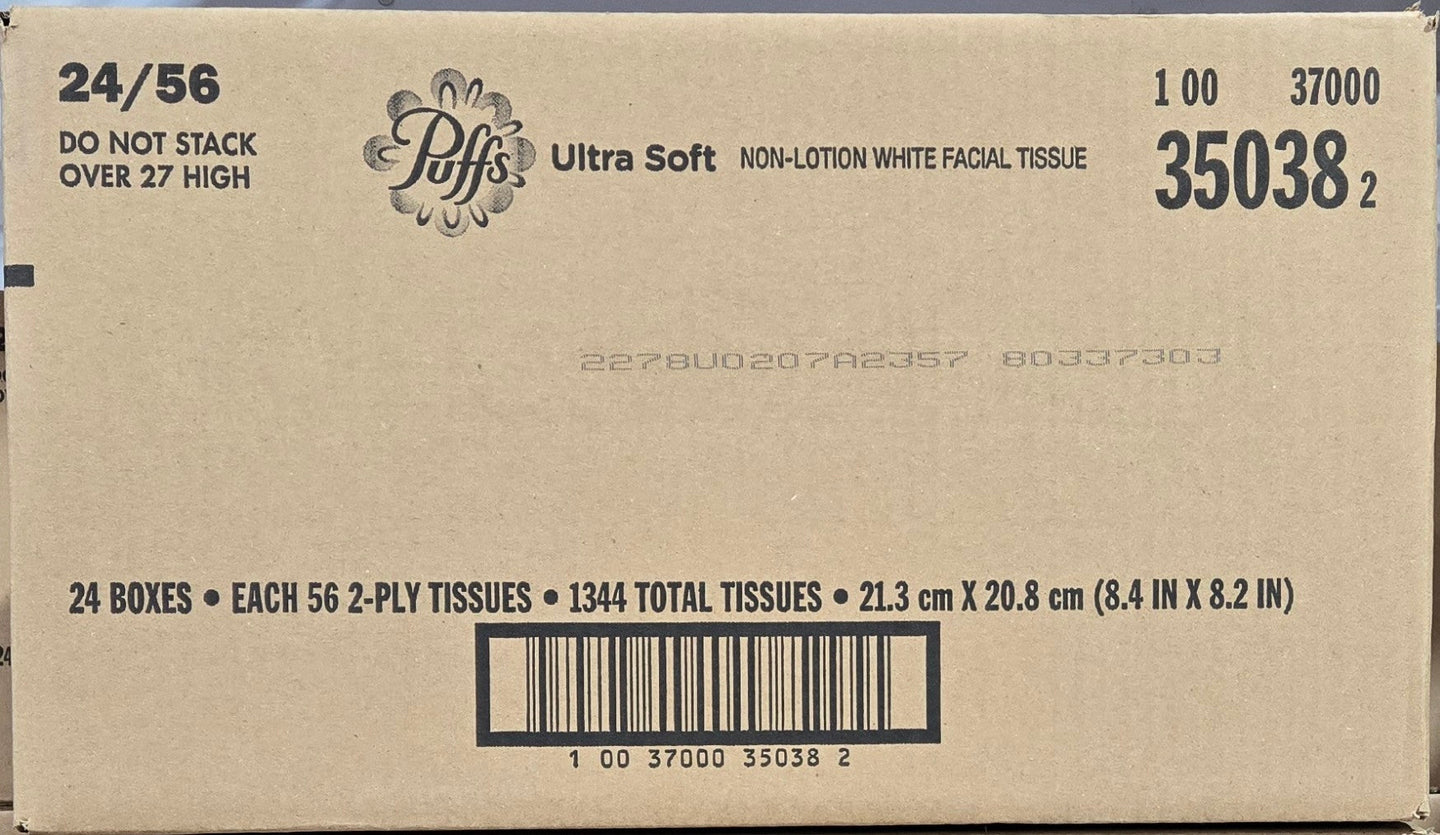 24/56
DO NOT STACK
OVER 27 HIGH
Puffs
Ultra Soft NON-LOTION WHITE FACIAL TISSUE
1 00 37000
35038 2
2278U0207A2357 80337303
24 BOXES • EACH 56 2-PLY TISSUES • 1344 TOTAL TISSUES • 21.3 cm X 20.8 cm (8.4 IN X 8.2 IN)
1 00 37000 35038 2
24